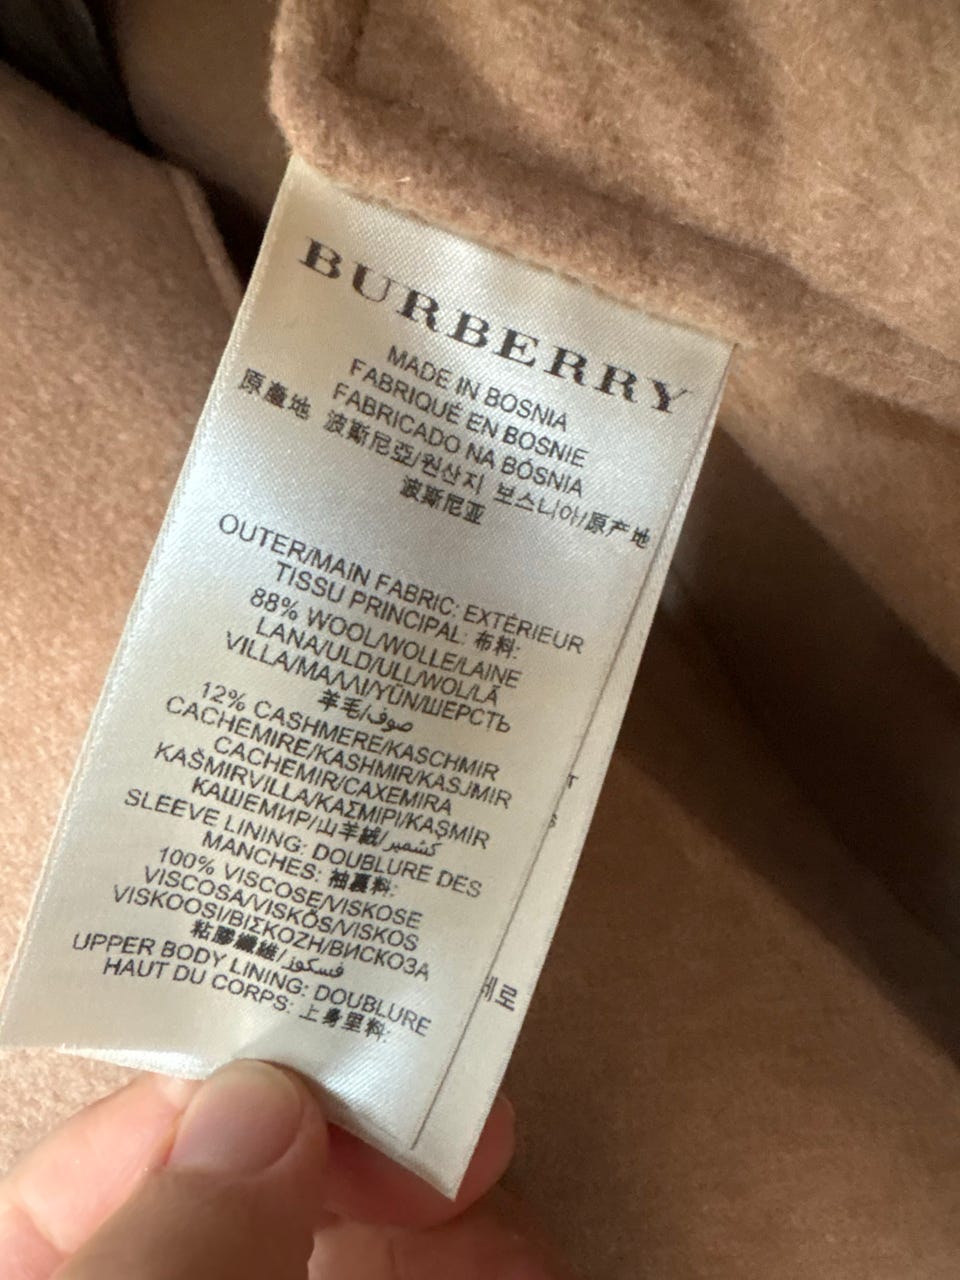 BURBERRY
MADE IN BOSNIA
FABRIQUÉ EN BOSNIE
FABRICADO NA BÓSNIA
原產地 波斯尼亞/원산지 보스니아/原产地
波斯尼亚
OUTER/MAIN FABRIC: EXTÉRIEUR
TISSU PRINCIPAL: 布料:
88% WOOL/WOLLE/LAINE
LANA/ULD/ULL/WOL/LÃ
VILLA/ΜΑΛΛΙ/YÜN/ШЕРСТЬ
羊毛/صوف
12% CASHMERE/KASCHMIR
CACHEMIRE/KASHMIR/KASJMIR
CACHEMIR/CAXEMIRA
KAŠMIRVILLA/ΚΑΣΜΙΡΙ/KAŞMIR
КАШЕМИР/山羊絨/كشمير
SLEEVE LINING: DOUBLURE DES
MANCHES: 袖裏料:
100% VISCOSE/VISKOSE
VISCOSA/VISKÓS/VISKOS
VISKOOSI/ΒΙΣΚΟΖΗ/ВИСКОЗА
粘膠纖維/فسكوز
UPPER BODY LINING: DOUBLURE
HAUT DU CORPS: 上身里料:
T
S
로